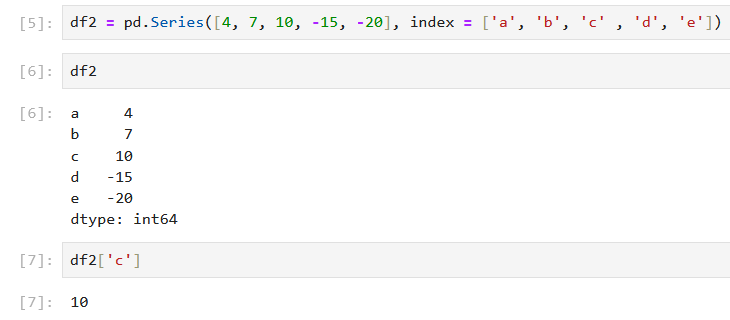 [5]: df2 = pd.Series([4, 7, 10, -15, -20], index = ['a', 'b', 'c' , 'd', 'e'])
[6]: df2
[6]: a 4
b 7
c 10
d -15
e -20
dtype: int64
[7]: df2['c']
[7]: 10